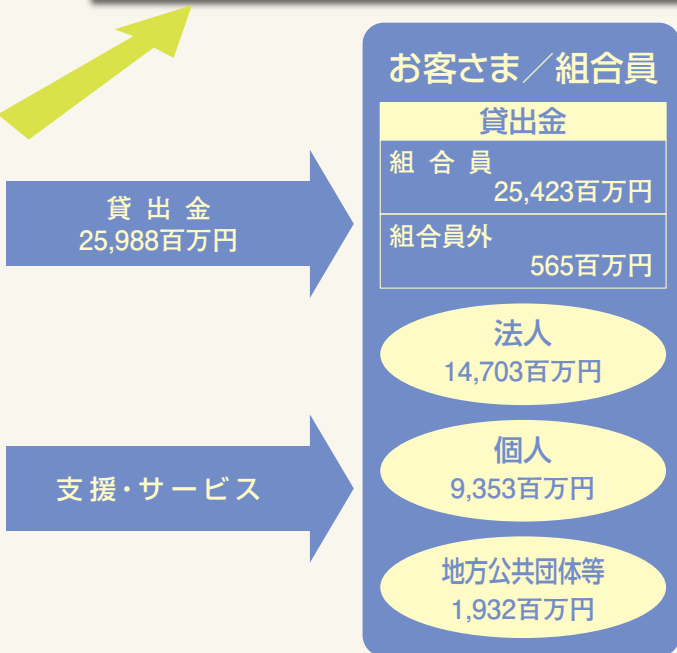 お客さま／組合員
貸出金
組合員
25,423百万円
組合員外
565百万円
貸出金
25,988百万円
法人
14,703百万円
個人
9,353百万円
支援・サービス
地方公共団体等
1,932百万円